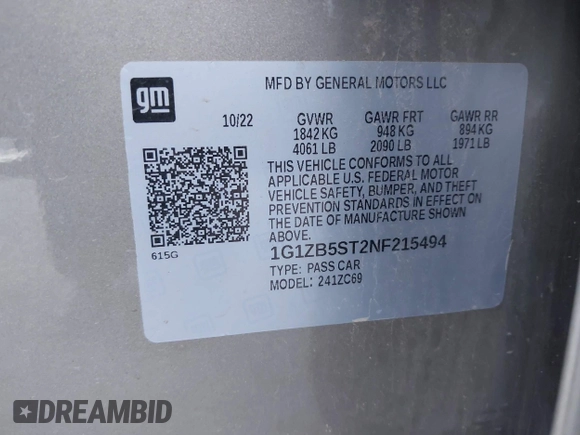 gm
MFD BY GENERAL MOTORS LLC
10/22 GVWR GAWR FRT GAWR RR
1842 KG 948 KG 894 KG
4061 LB 2090 LB 1971 LB
THIS VEHICLE CONFORMS TO ALL
APPLICABLE U.S. FEDERAL MOTOR
VEHICLE SAFETY, BUMPER, AND THEFT
PREVENTION STANDARDS IN EFFECT ON
THE DATE OF MANUFACTURE SHOWN
ABOVE.
615G
1G1ZB5ST2NF215494
TYPE: PASS CAR
MODEL: 241ZC69
DREAMBID